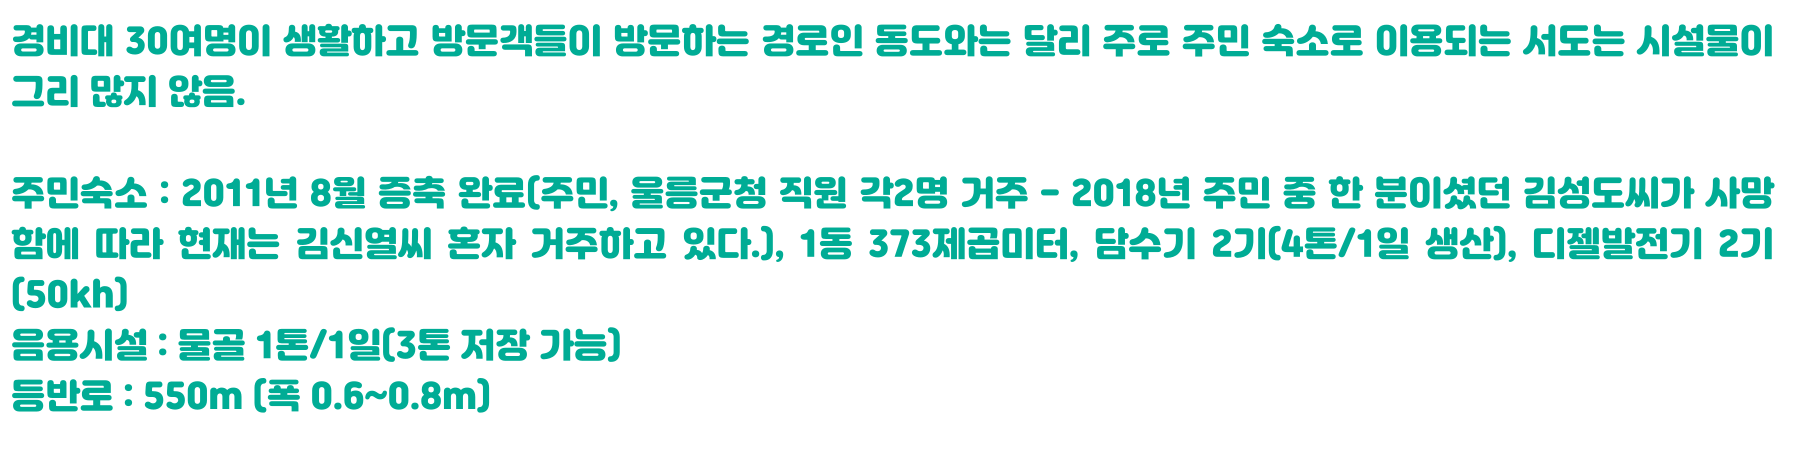 경비대 30여명이 생활하고 방문객들이 방문하는 경로인 동도와는 달리 주로 주민 숙소로 이용되는 서도는 시설물이
그리 많지 않음.
주민숙소 : 2011년 8월 증축 완료(주민, 울릉군청 직원 각2명 거주 - 2018년 주민 중 한 분이셨던 김성도씨가 사망
함에 따라 현재는 김신열씨 혼자 거주하고 있다.), 1동 373제곱미터, 담수기 2기(4톤/1일 생산), 디젤발전기 2기
(50kh)
음용시설 : 물골 1톤/1일(3톤 저장 가능)
등반로 : 550m (폭 0.6~0.8m)